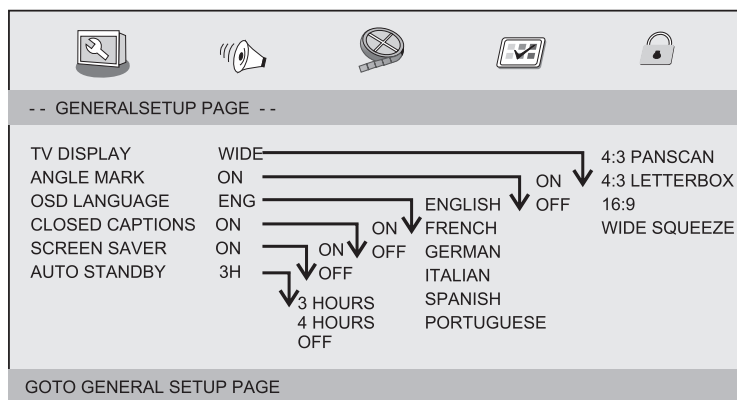 - - GENERALSETUP PAGE - -
TV DISPLAY WIDE
ANGLE MARK ON
OSD LANGUAGE ENG
CLOSED CAPTIONS ON
SCREEN SAVER ON
AUTO STANDBY 3H
3 HOURS
4 HOURS
OFF
ON
OFF
ON
OFF
ENGLISH
FRENCH
GERMAN
ITALIAN
SPANISH
PORTUGUESE
ON
OFF
4:3 PANSCAN
4:3 LETTERBOX
16:9
WIDE SQUEEZE
GOTO GENERAL SETUP PAGE